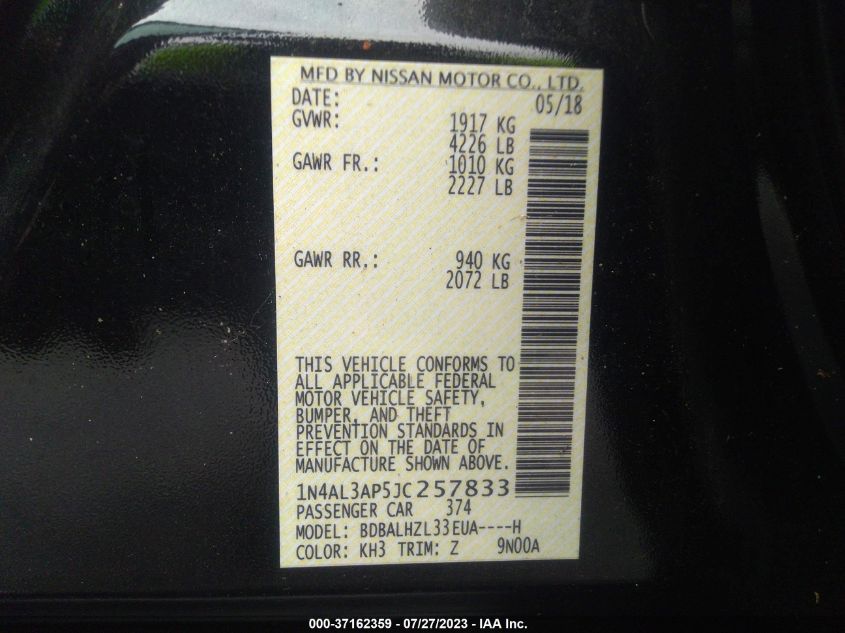 MFD BY NISSAN MOTOR CO., LTD.
DATE: 05/18
GVWR: 1917 KG
4226 LB
GAWR FR.: 1010 KG
2227 LB
GAWR RR.: 940 KG
2072 LB
THIS VEHICLE CONFORMS TO
ALL APPLICABLE FEDERAL
MOTOR VEHICLE SAFETY,
BUMPER, AND THEFT
PREVENTION STANDARDS IN
EFFECT ON THE DATE OF
MANUFACTURE SHOWN ABOVE.
1N4AL3AP5JC257833
PASSENGER CAR 374
MODEL: BDBALHZL33EUA----H
COLOR: KH3 TRIM: Z 9N00A
000-37162359 - 07/27/2023 - IAA Inc.